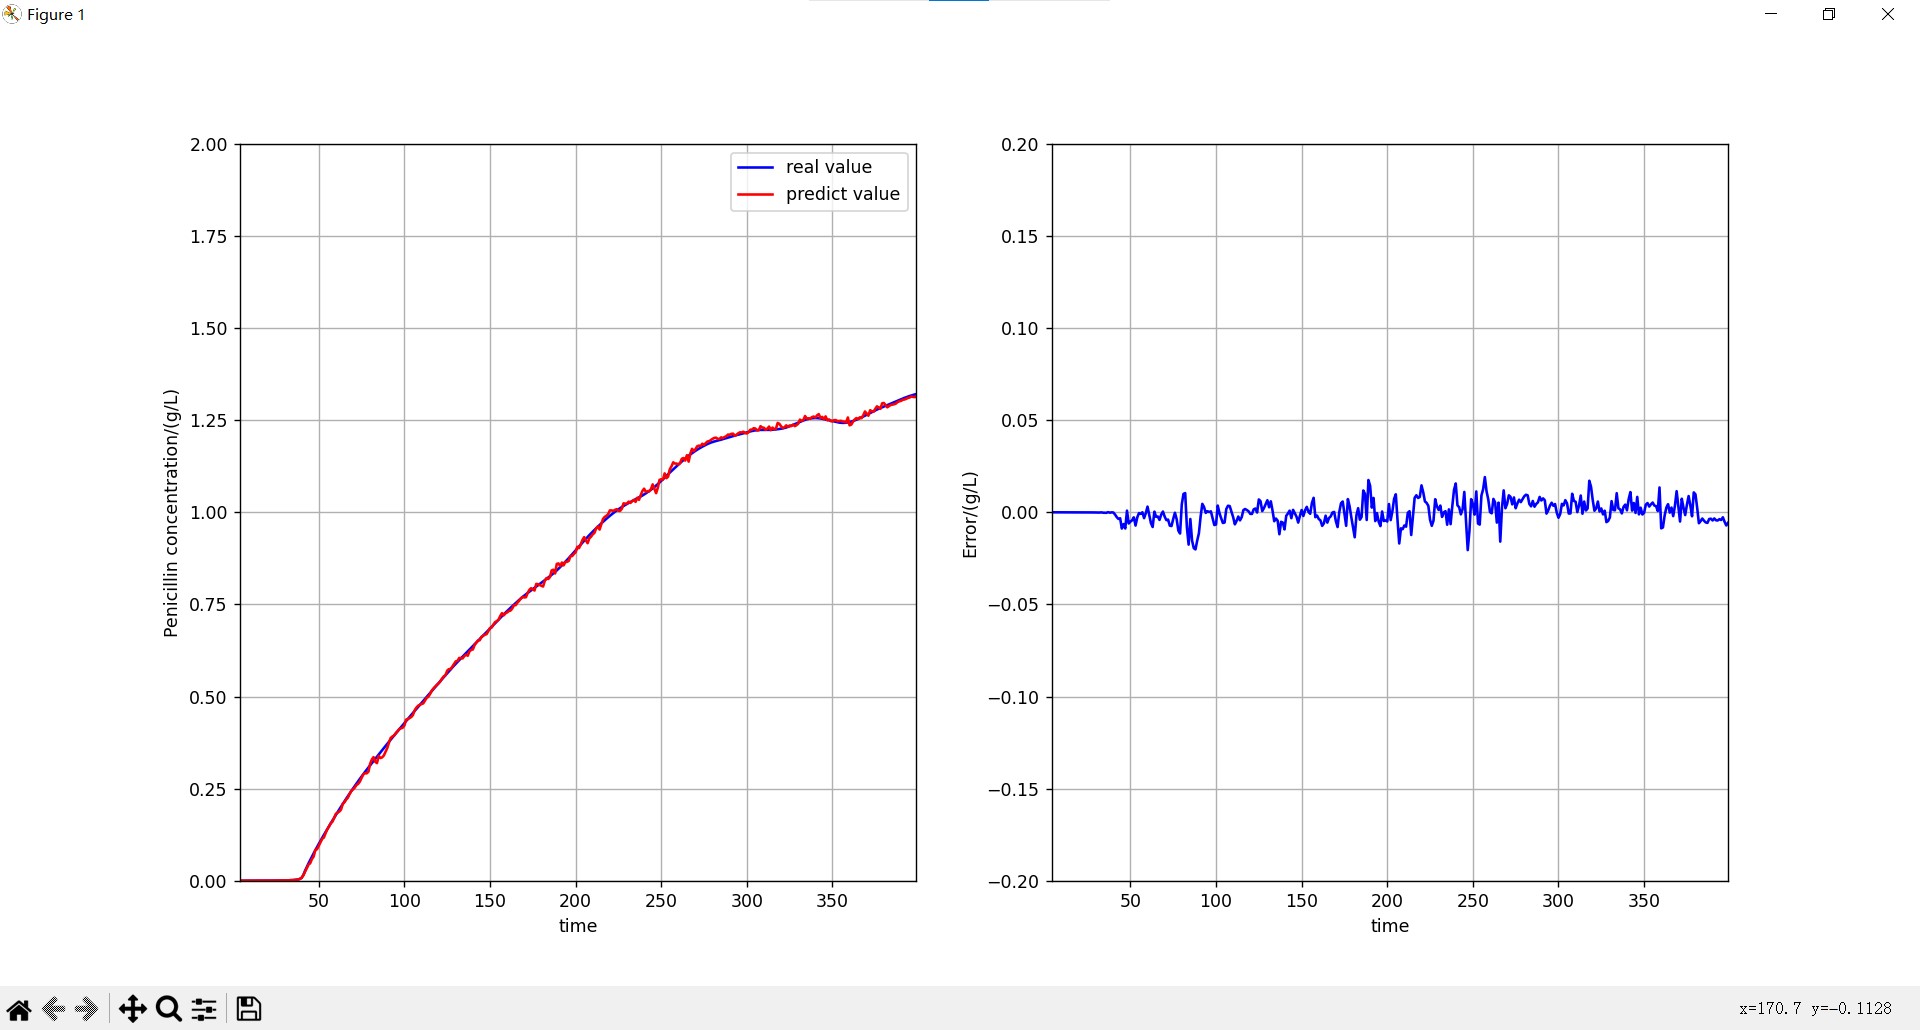 Figure 1
2.00
1.75
1.50
1.25
1.00
0.75
0.50
0.25
0.00
Penicillin concentration/(g/L)
50 100 150 200 250 300 350
time
real value
predict value
0.20
0.15
0.10
0.05
0.00
−0.05
−0.10
−0.15
−0.20
Error/(g/L)
50 100 150 200 250 300 350
time
x=170.7 y=−0.1128